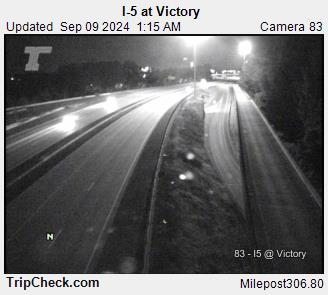 I-5 at Victory
Updated Sep 09 2024 1:15 AM Camera 83
T
N
83 - I5 @ Victory
TripCheck.com Milepost306.80